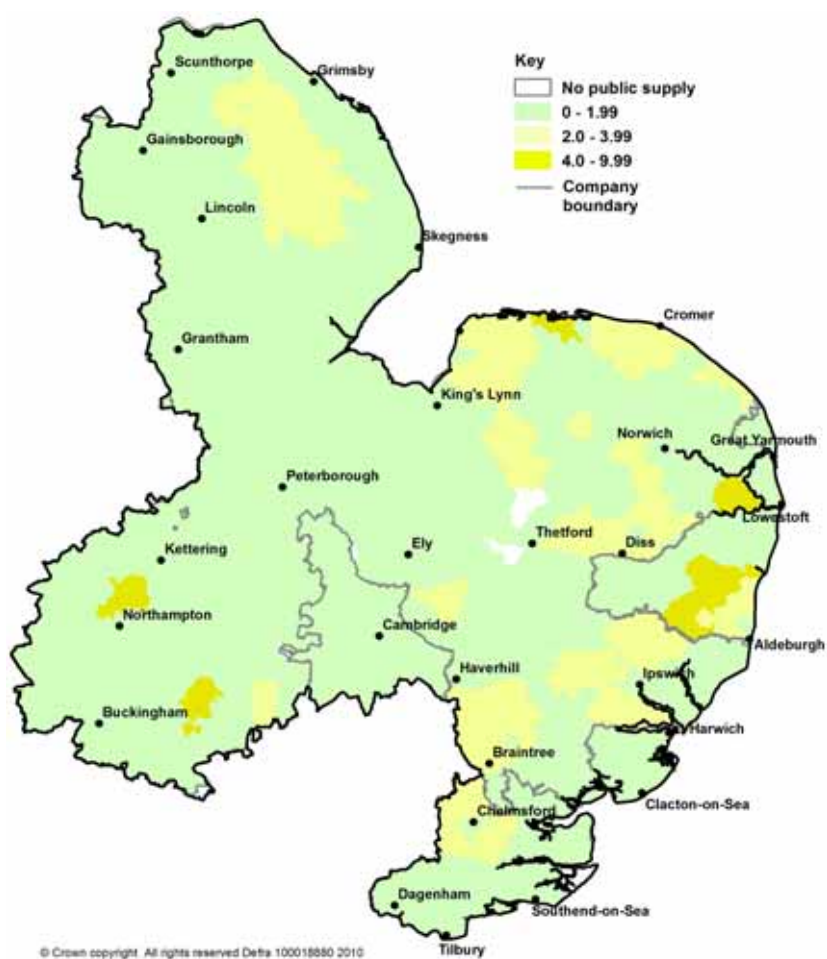 Scunthorpe
Grimsby
Gainsborough
Lincoln
Skegness
Grantham
Key
No public supply
0 - 1.99
2.0 - 3.99
4.0 - 9.99
Company
boundary
Cromer
King's Lynn
Norwich
Great Yarmouth
Peterborough
Lowestoft
Thetford
Diss
Ely
Kettering
Northampton
Cambridge
Aldeburgh
Haverhill
Ipswich
Buckingham
Harwich
Braintree
Clacton-on-Sea
Chelmsford
Dagenham
Southend-on-Sea
Tilbury
© Crown copyright All rights reserved Defra 100018880 2010